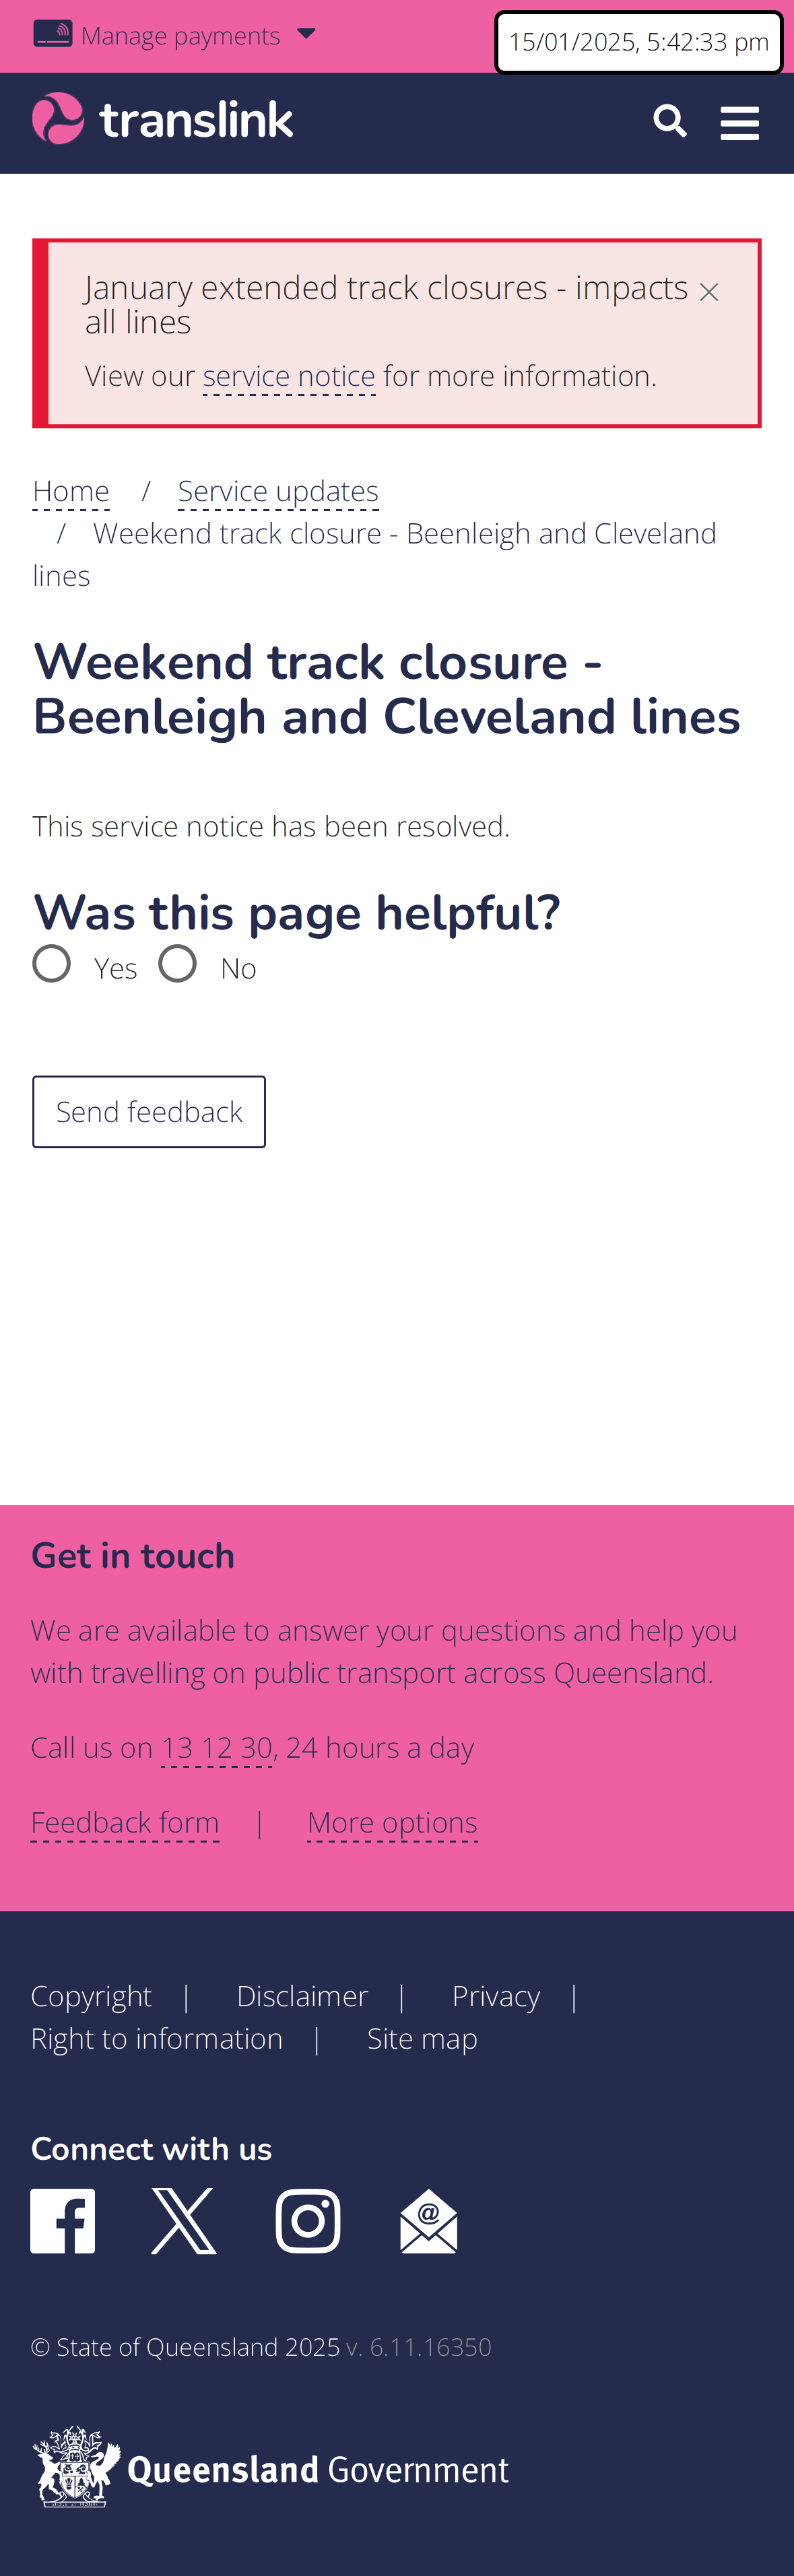 Manage payments
15/01/2025, 5:42:33 pm
translink
January extended track closures - impacts
all lines
View our service notice for more information.
Home / Service updates
/ Weekend track closure - Beenleigh and Cleveland
lines
Weekend track closure -
Beenleigh and Cleveland lines
This service notice has been resolved.
Was this page helpful?
Yes No
Send feedback
Get in touch
We are available to answer your questions and help you
with travelling on public transport across Queensland.
Call us on 13 12 30, 24 hours a day
Feedback form | More options
Copyright | Disclaimer | Privacy |
Right to information | Site map
Connect with us
© State of Queensland 2025 v. 6.11.16350
Queensland Government